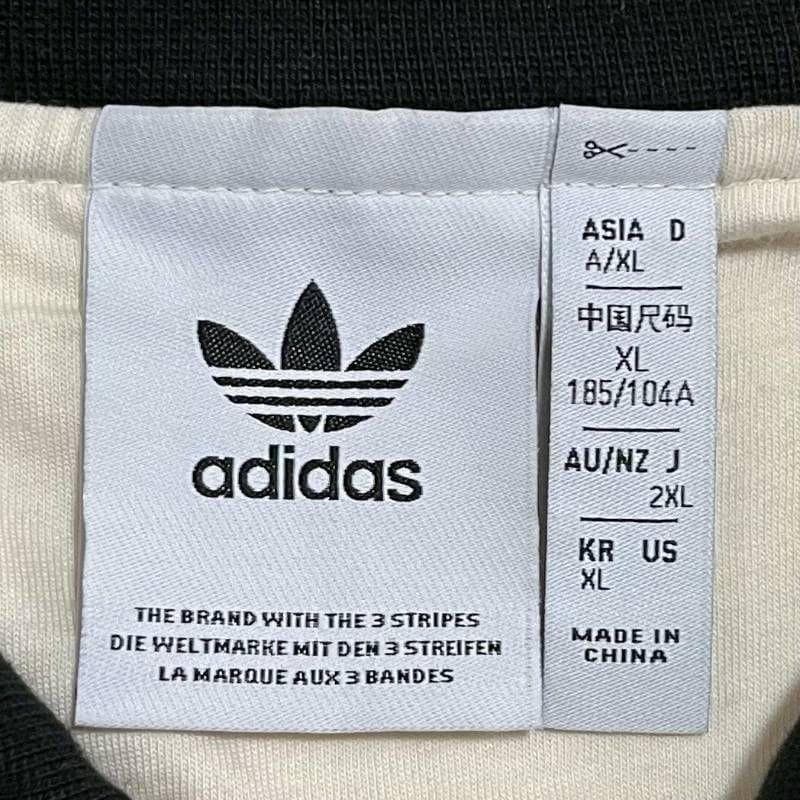 adidas
THE BRAND WITH THE 3 STRIPES
DIE WELTMARKE MIT DEN 3 STREIFEN
LA MARQUE AUX 3 BANDES
ASIA D
A/XL
中国尺码
XL
185/104A
AU/NZ J
2XL
KR US
XL
MADE IN
CHINA